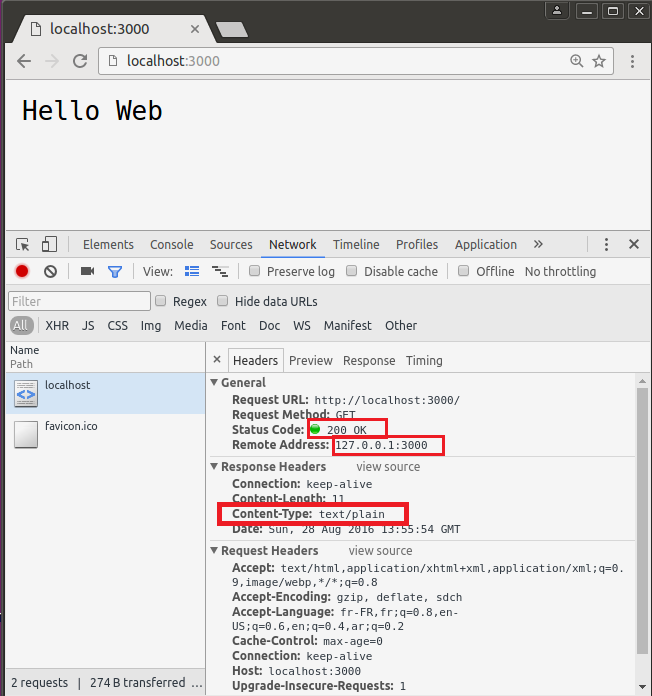 localhost:3000
localhost:3000
Hello Web
Elements Console Sources Network Timeline Profiles Application »
View: Preserve log Disable cache Offline No throttling
Filter Regex Hide data URLs
All XHR JS CSS Img Media Font Doc WS Manifest Other
Name
Path
localhost
favicon.ico
2 requests | 274 B transferred ...
× Headers Preview Response Timing
General
Request URL: http://localhost:3000/
Request Method: GET
Status Code: 200 OK
Remote Address: 127.0.0.1:3000
Response Headers view source
Connection: keep-alive
Content-Length: 11
Content-Type: text/plain
Date: Sun, 28 Aug 2016 13:55:54 GMT
Request Headers view source
Accept: text/html,application/xhtml+xml,application/xml;q=0.
9,image/webp,*/*;q=0.8
Accept-Encoding: gzip, deflate, sdch
Accept-Language: fr-FR,fr;q=0.8,en-
US;q=0.6,en;q=0.4,ar;q=0.2
Cache-Control: max-age=0
Connection: keep-alive
Host: localhost:3000
Upgrade-Insecure-Requests: 1